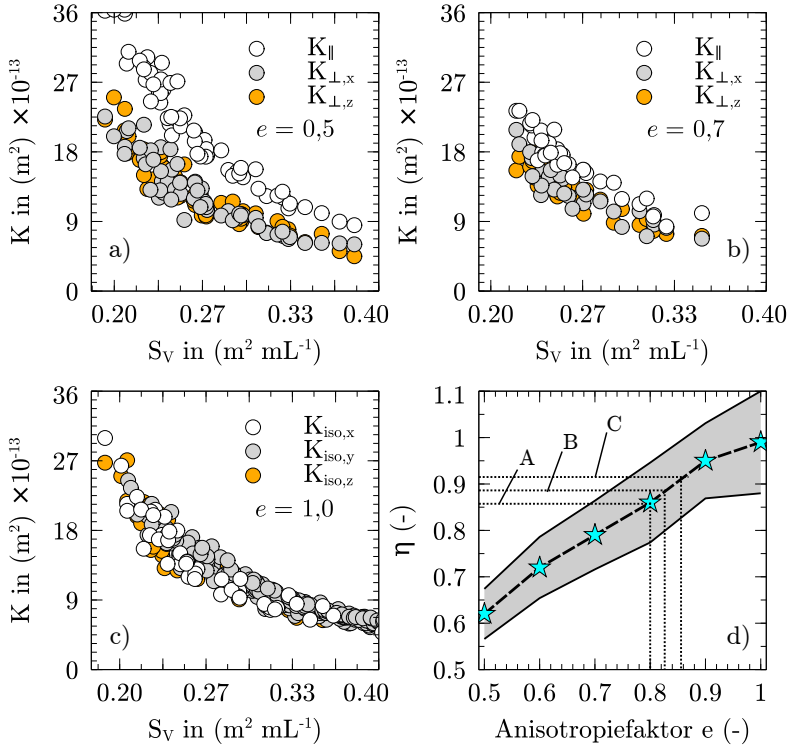 36
27
18
9
0
K in (m²) ×10⁻¹³
K∥
K⊥,x
K⊥,z
e = 0,5
a)
0.20 0.27 0.33 0.40
S_V in (m² mL⁻¹)
36
27
18
9
0
K in (m²) ×10⁻¹³
K∥
K⊥,x
K⊥,z
e = 0,7
b)
0.20 0.27 0.33 0.40
S_V in (m² mL⁻¹)
36
27
18
9
0
K in (m²) ×10⁻¹³
K_iso,x
K_iso,y
K_iso,z
e = 1,0
c)
0.20 0.27 0.33 0.40
S_V in (m² mL⁻¹)
1.1
1
0.9
0.8
0.7
0.6
0.5
η (-)
A
B
C
d)
0.5 0.6 0.7 0.8 0.9 1
Anisotropiefaktor e (-)